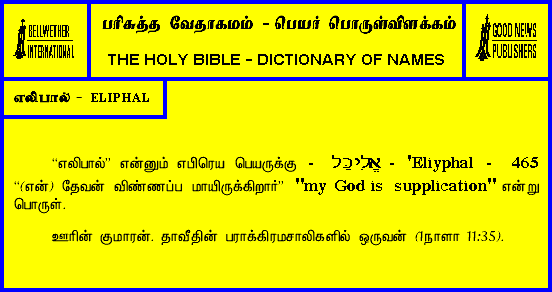 BELLWETHER
INTERNATIONAL
பரிசுத்த வேதாகமம் - பெயர் பொருள்விளக்கம்
THE HOLY BIBLE - DICTIONARY OF NAMES
GOOD NEWS
PUBLISHERS
எலிபால் - ELIPHAL
“எலிபால்” என்னும் எபிரெய பெயருக்கு - אֱלִיפַל - 'Eliyphal - 465
“(என்) தேவன் விண்ணப்ப மாயிருக்கிறார்” "my God is supplication" என்று
பொருள்.
ஊரின் குமாரன். தாவீதின் பராக்கிரமசாலிகளில் ஒருவன் (1நாளா 11:35).